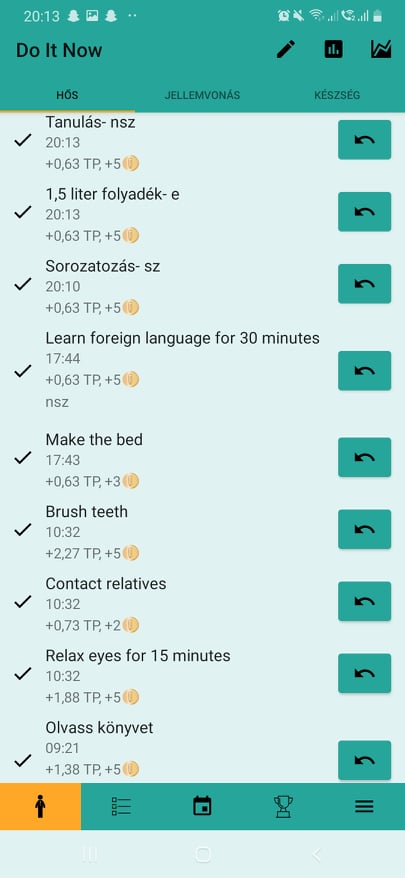 20:13
Do It Now
HŐS
JELLEMVONÁS
KÉSZSÉG
Tanulás- nsz
20:13
+0,63 TP, +5
1,5 liter folyadék- e
20:13
+0,63 TP, +5
Sorozatozás- sz
20:10
+0,63 TP, +5
Learn foreign language for 30 minutes
17:44
+0,63 TP, +5
nsz
Make the bed
17:43
+0,63 TP, +3
Brush teeth
10:32
+2,27 TP, +5
Contact relatives
10:32
+0,73 TP, +2
Relax eyes for 15 minutes
10:32
+1,88 TP, +5
Olvass könyvet
09:21
+1,38 TP, +5